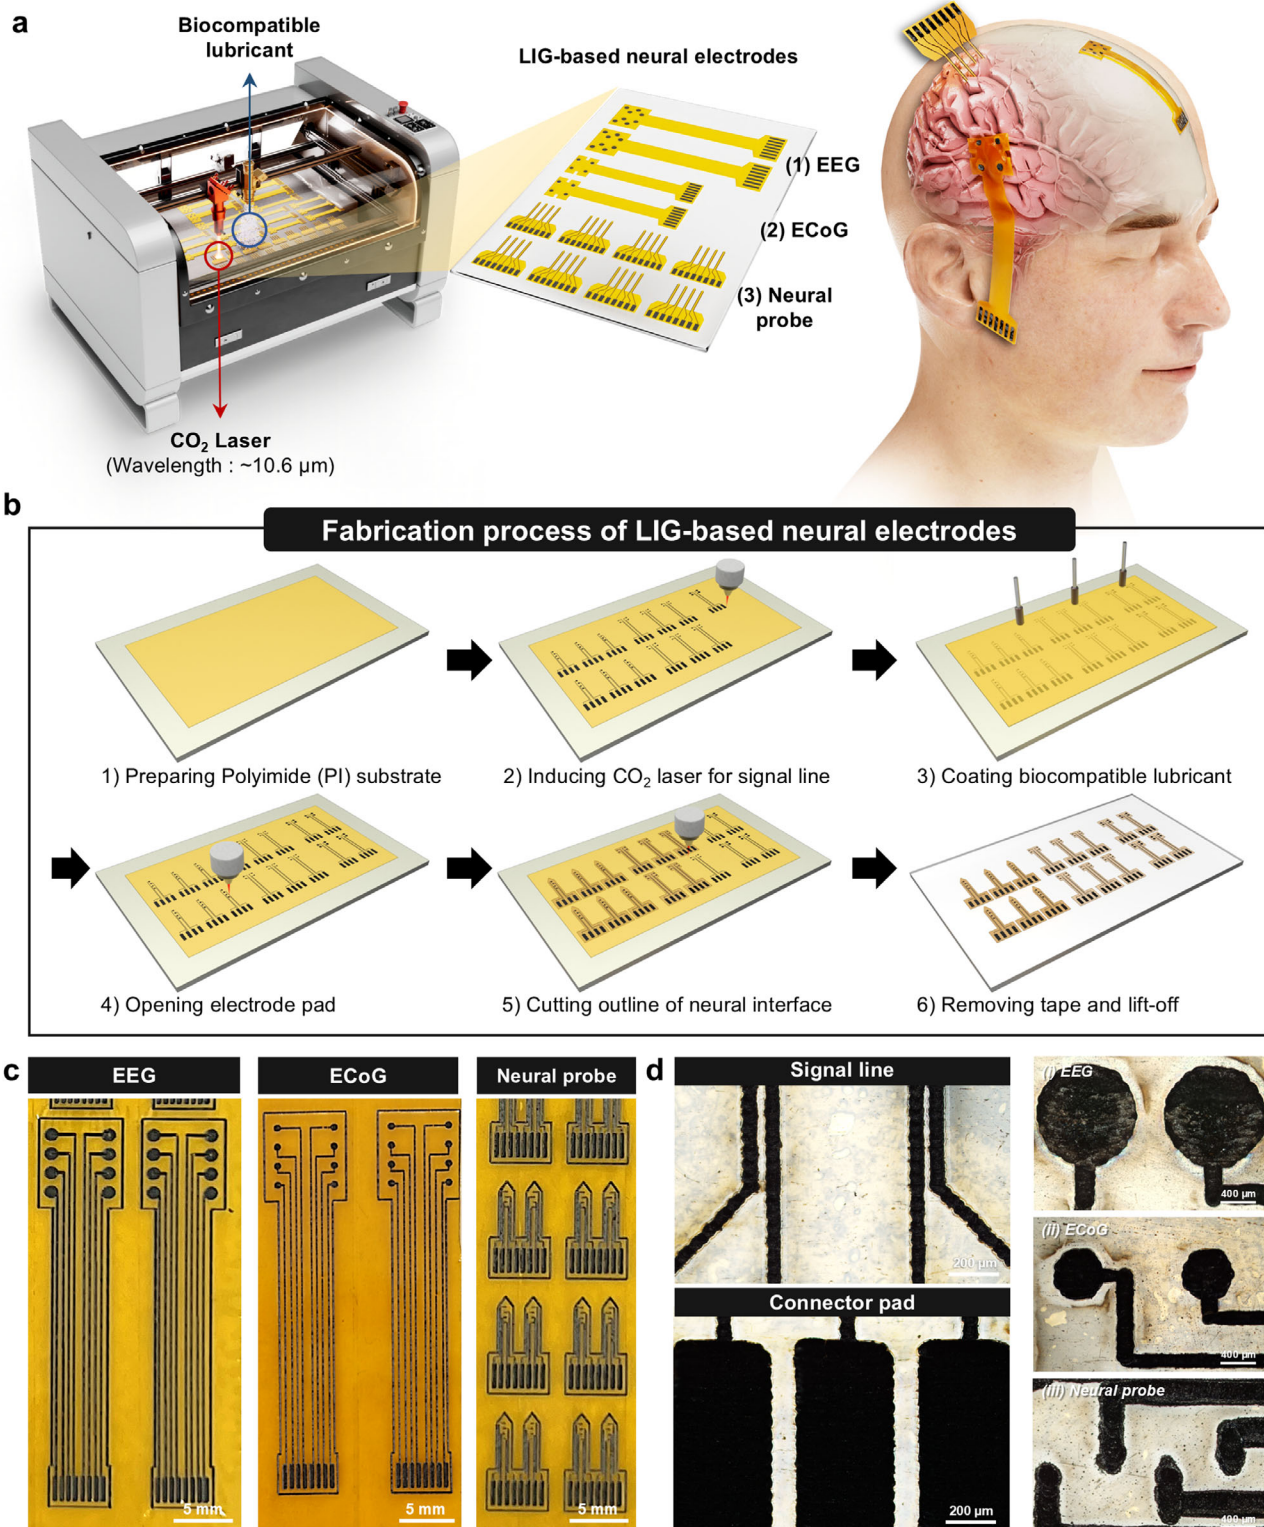 a
Biocompatible
lubricant
LIG-based neural electrodes
(1) EEG
(2) ECoG
(3) Neural
probe
CO₂ Laser
(Wavelength : ~10.6 µm)
b
Fabrication process of LIG-based neural electrodes
1) Preparing Polyimide (PI) substrate
2) Inducing CO₂ laser for signal line
3) Coating biocompatible lubricant
4) Opening electrode pad
5) Cutting outline of neural interface
6) Removing tape and lift-off
c
EEG
5 mm
ECoG
5 mm
Neural probe
5 mm
d
Signal line
200 µm
Connector pad
200 µm
(i) EEG
400 µm
(ii) ECoG
400 µm
(iii) Neural probe
400 µm